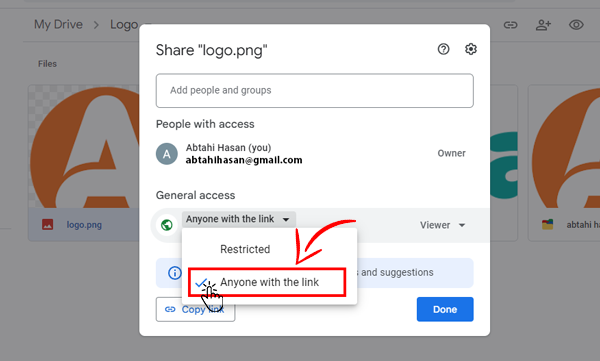 My Drive > Logo
Share "logo.png"
Files
Add people and groups
People with access
A
Abtahi Hasan (you)
abtahihasan@gmail.com
Owner
General access
Anyone with the link
Viewer
Restricted
Anyone with the link
s and suggestions
Copy link
Done
logo.png
abtahi ha